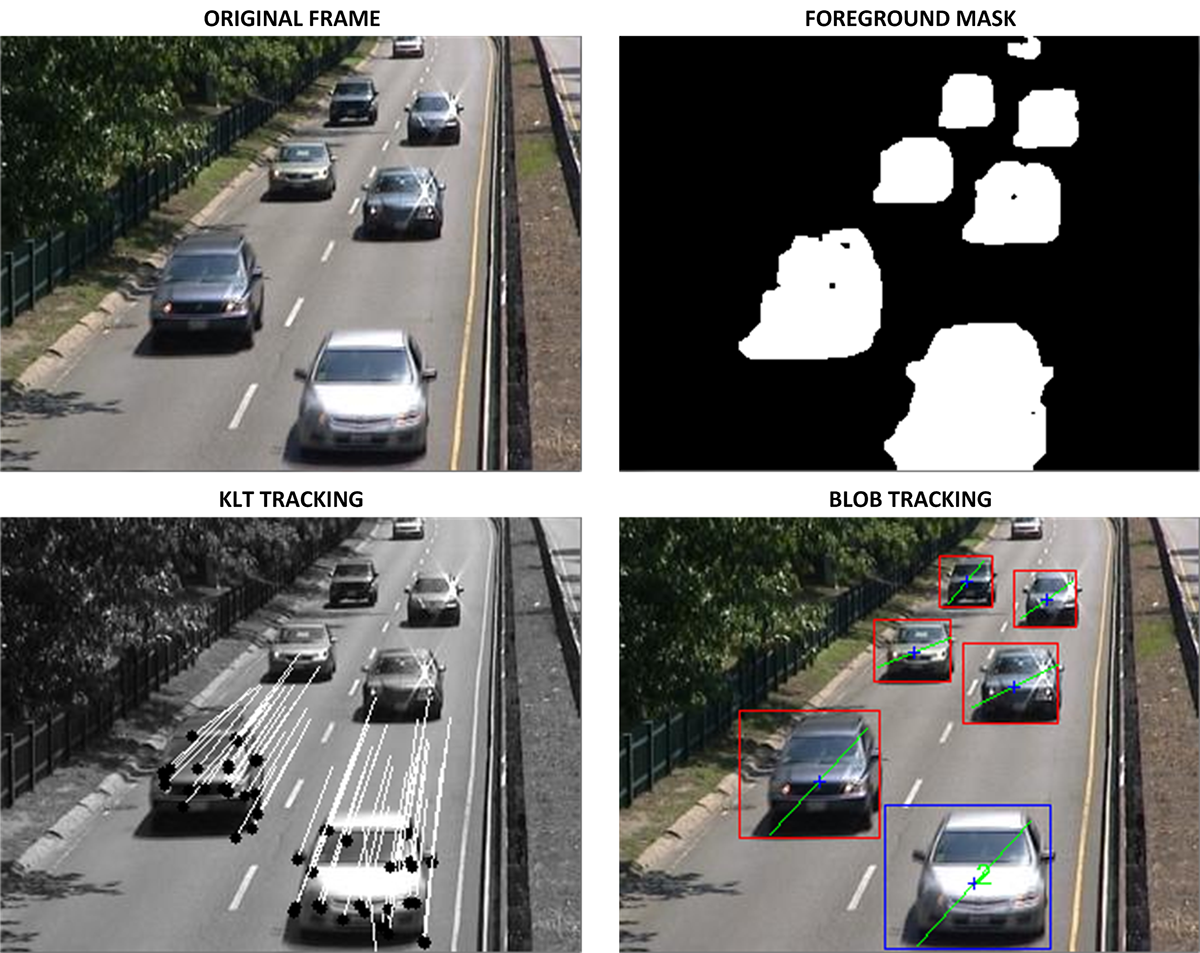 ORIGINAL FRAME
FOREGROUND MASK
KLT TRACKING
BLOB TRACKING
2